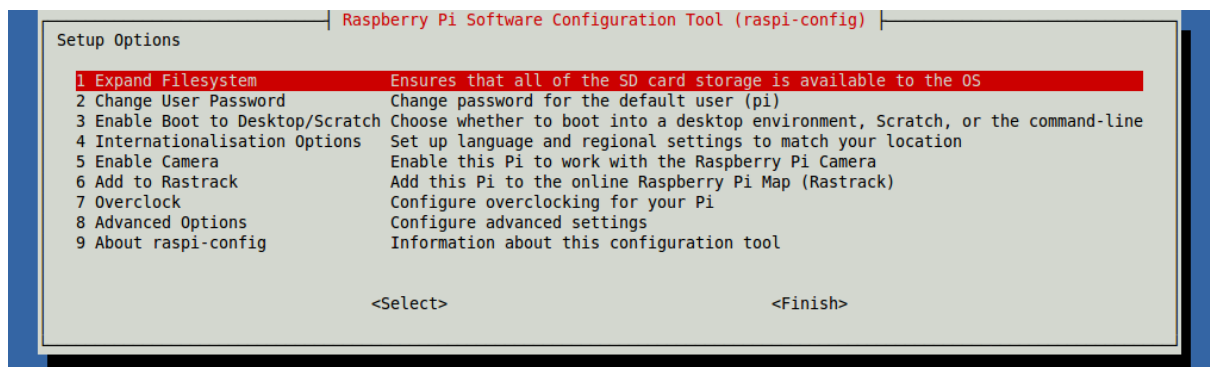 Raspberry Pi Software Configuration Tool (raspi-config)
Setup Options
1 Expand Filesystem Ensures that all of the SD card storage is available to the OS
2 Change User Password Change password for the default user (pi)
3 Enable Boot to Desktop/Scratch Choose whether to boot into a desktop environment, Scratch, or the command-line
4 Internationalisation Options Set up language and regional settings to match your location
5 Enable Camera Enable this Pi to work with the Raspberry Pi Camera
6 Add to Rastrack Add this Pi to the online Raspberry Pi Map (Rastrack)
7 Overclock Configure overclocking for your Pi
8 Advanced Options Configure advanced settings
9 About raspi-config Information about this configuration tool
<Select> <Finish>